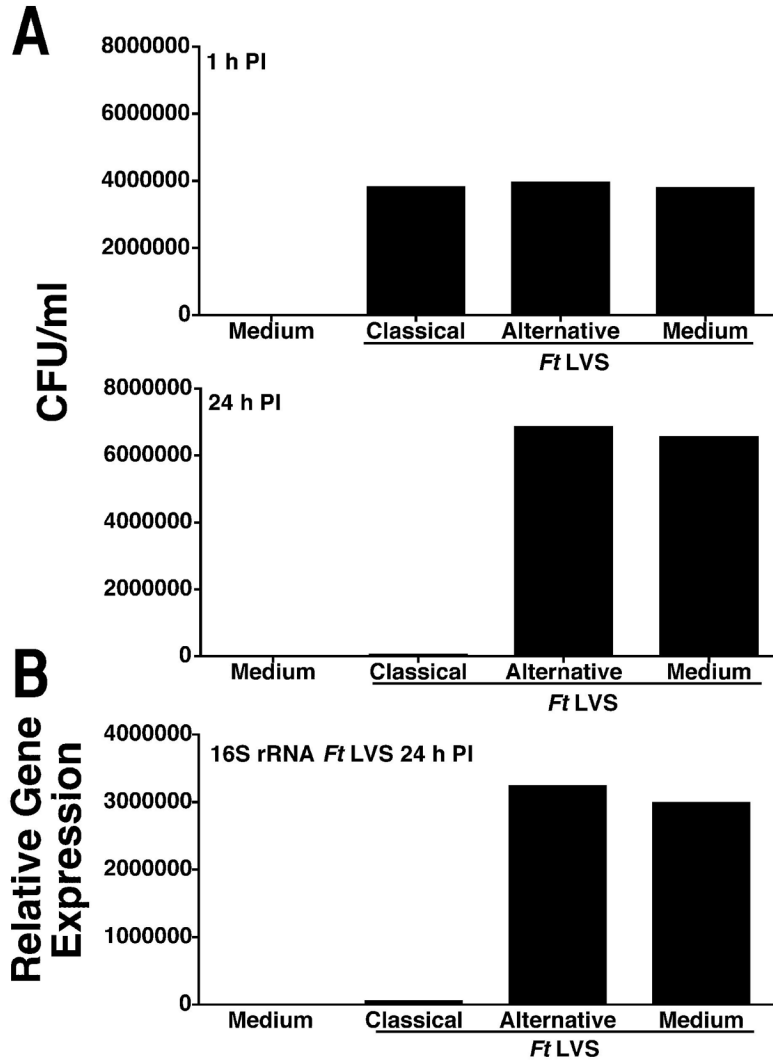 A
CFU/ml
1 h PI
8000000
6000000
4000000
2000000
0
Medium Classical Alternative Medium
Ft LVS
24 h PI
8000000
6000000
4000000
2000000
0
Medium Classical Alternative Medium
Ft LVS
B
Relative Gene
Expression
16S rRNA Ft LVS 24 h PI
4000000
3000000
2000000
1000000
0
Medium Classical Alternative Medium
Ft LVS